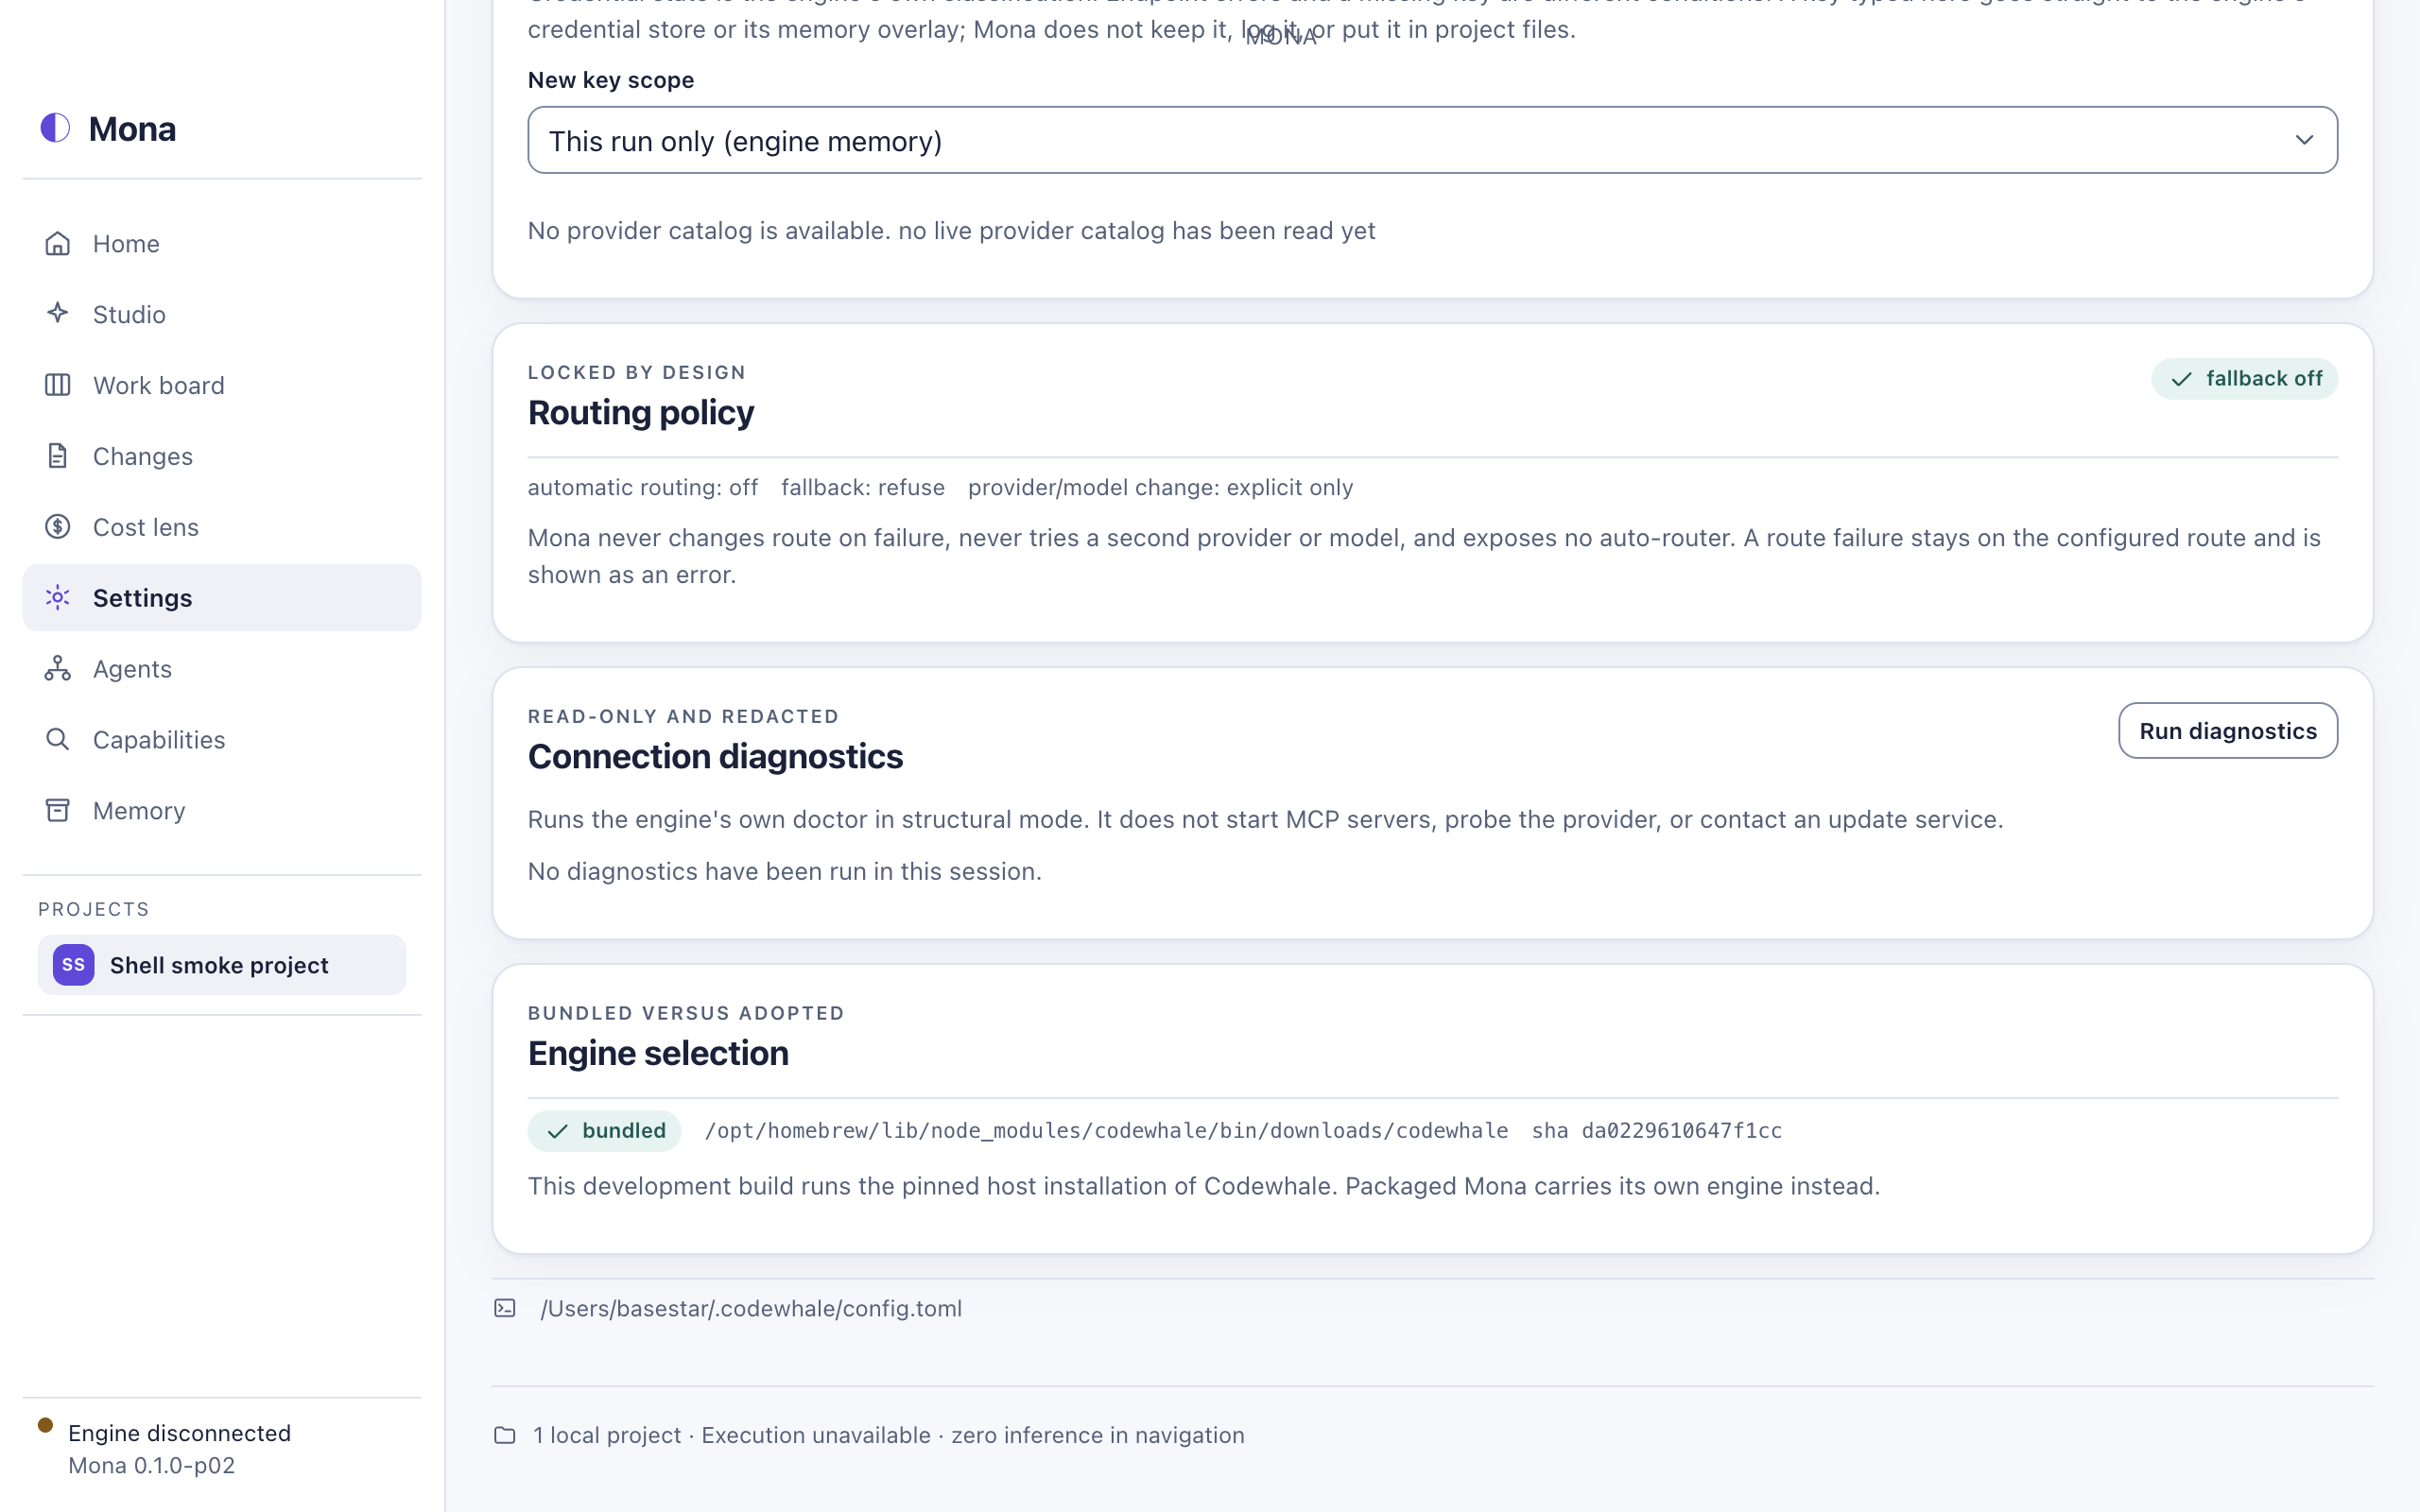 Mona
Home
Studio
Work board
Changes
Cost lens
Settings
Agents
Capabilities
Memory
PROJECTS
SS Shell smoke project
Engine disconnected
Mona 0.1.0-p02
credential store or its memory overlay; Mona does not keep it, log it, or put it in project files.
MONA
New key scope
This run only (engine memory)
No provider catalog is available. no live provider catalog has been read yet
LOCKED BY DESIGN
fallback off
Routing policy
automatic routing: off fallback: refuse provider/model change: explicit only
Mona never changes route on failure, never tries a second provider or model, and exposes no auto-router. A route failure stays on the configured route and is
shown as an error.
READ-ONLY AND REDACTED
Run diagnostics
Connection diagnostics
Runs the engine's own doctor in structural mode. It does not start MCP servers, probe the provider, or contact an update service.
No diagnostics have been run in this session.
BUNDLED VERSUS ADOPTED
Engine selection
bundled /opt/homebrew/lib/node_modules/codewhale/bin/downloads/codewhale sha da0229610647f1cc
This development build runs the pinned host installation of Codewhale. Packaged Mona carries its own engine instead.
/Users/basestar/.codewhale/config.toml
1 local project · Execution unavailable · zero inference in navigation